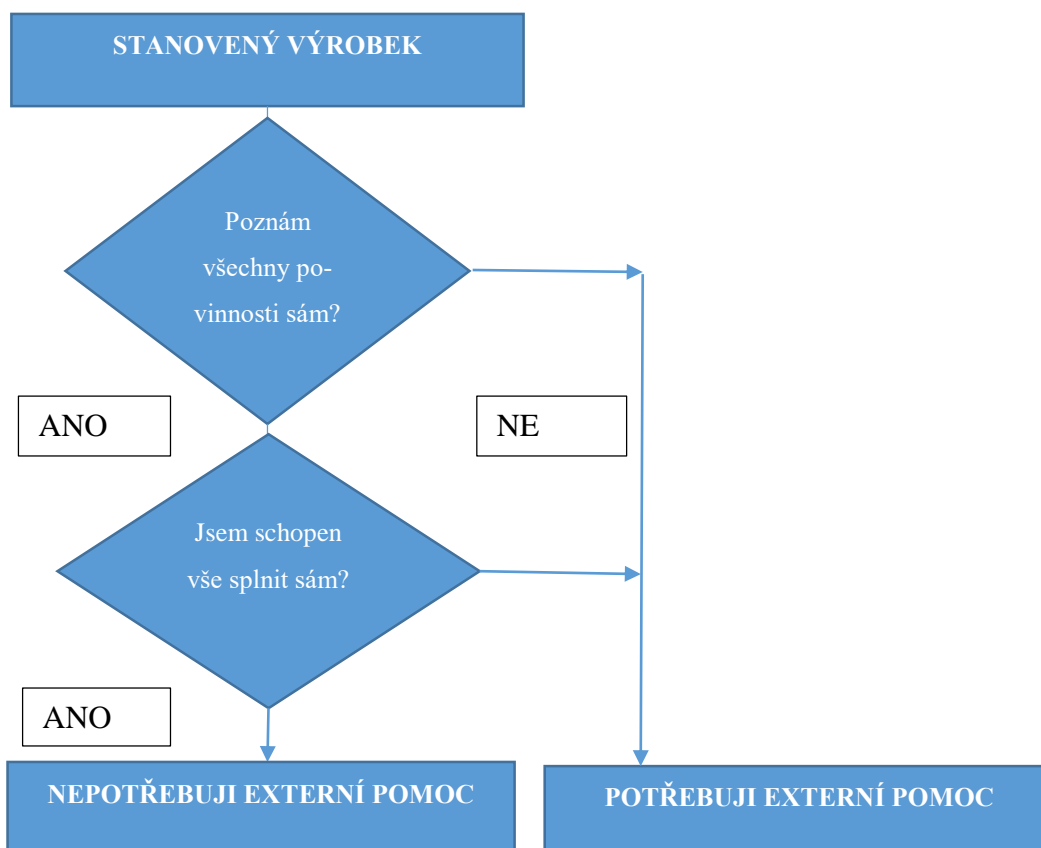 STANOVENÝ VÝROBEK
Poznám
všechny po-
vinnosti sám?
ANO
NE
Jsem schopen
vše splnit sám?
ANO
NEPOTŘEBUJI EXTERNÍ POMOC
POTŘEBUJI EXTERNÍ POMOC